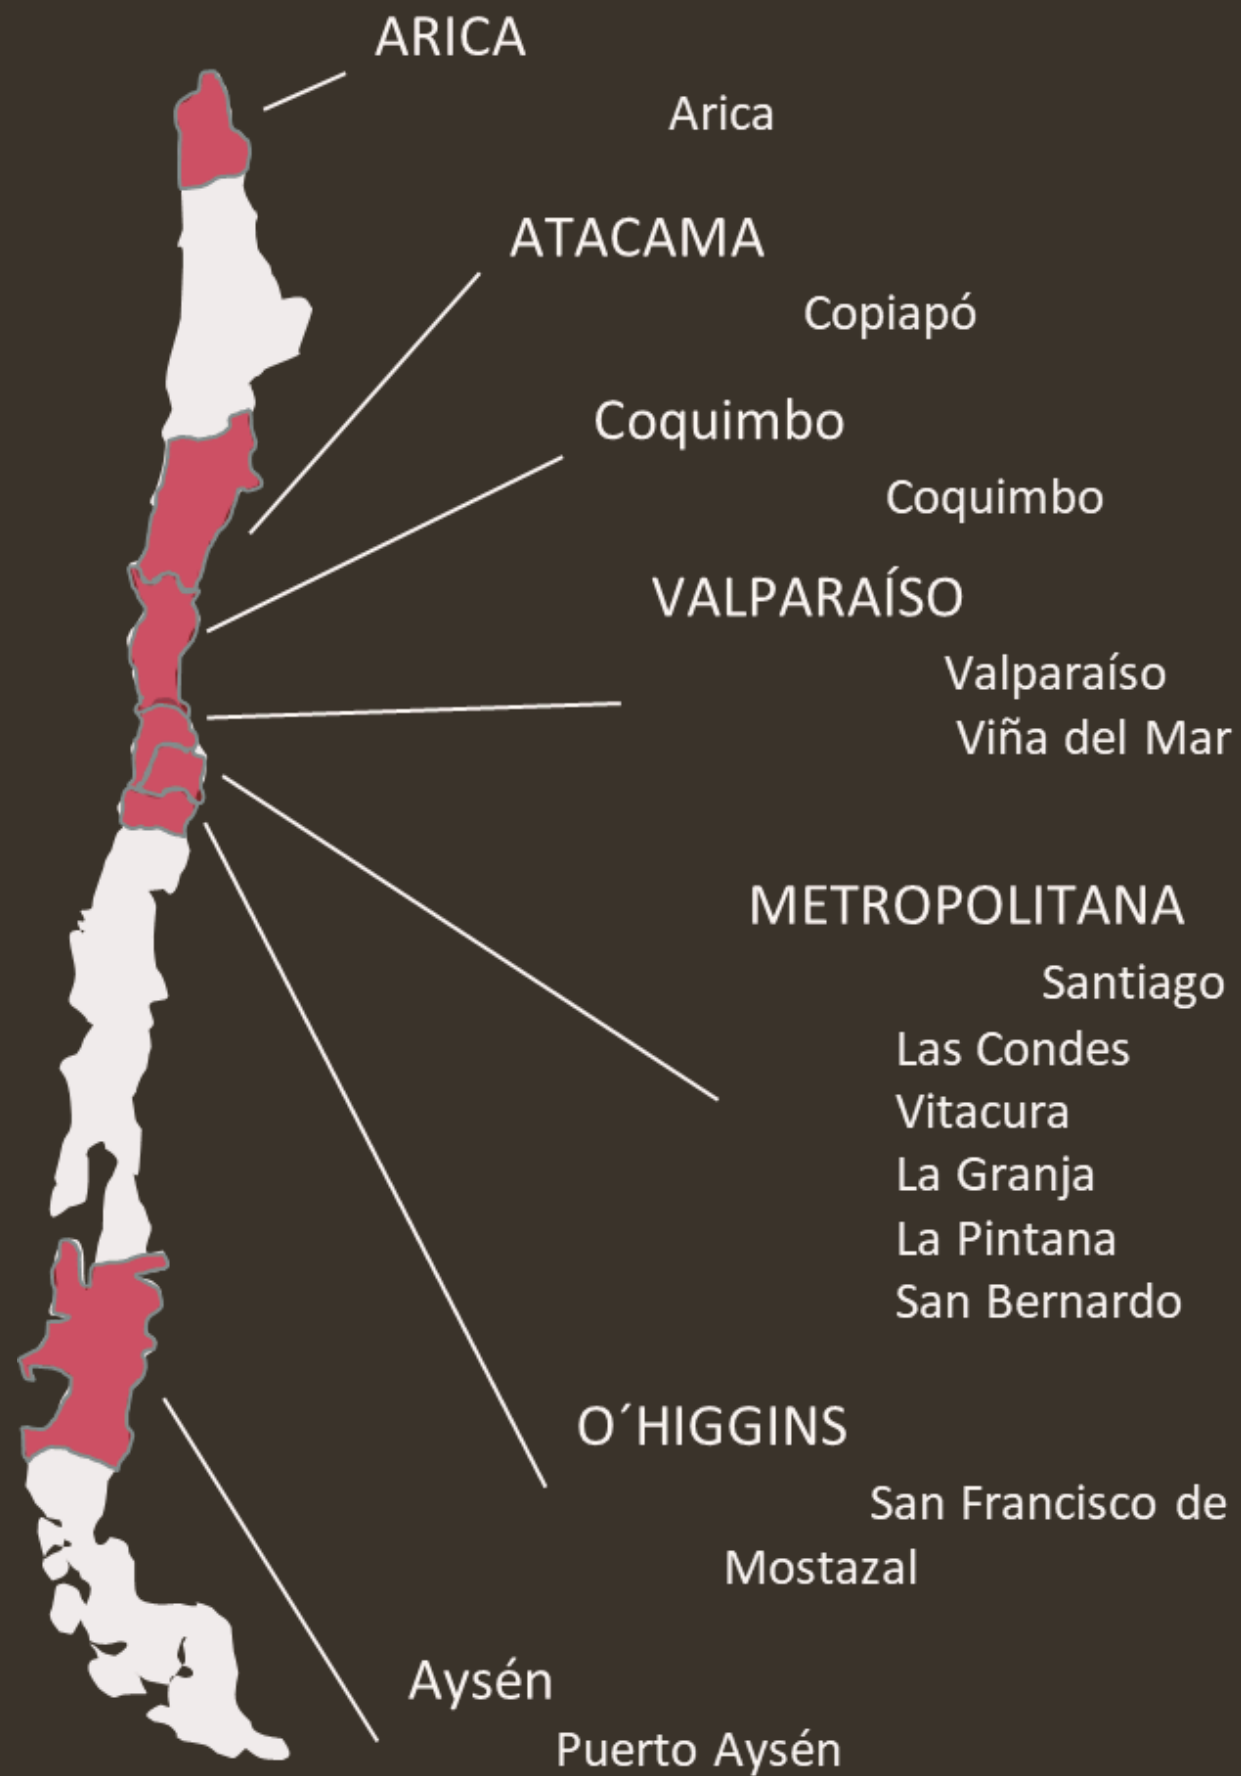 ARICA
Arica
ATACAMA
Copiapó
Coquimbo
Coquimbo
VALPARAÍSO
Valparaíso
Viña del Mar
METROPOLITANA
Santiago
Las Condes
Vitacura
La Granja
La Pintana
San Bernardo
O´HIGGINS
San Francisco de
Mostazal
Aysén
Puerto Aysén